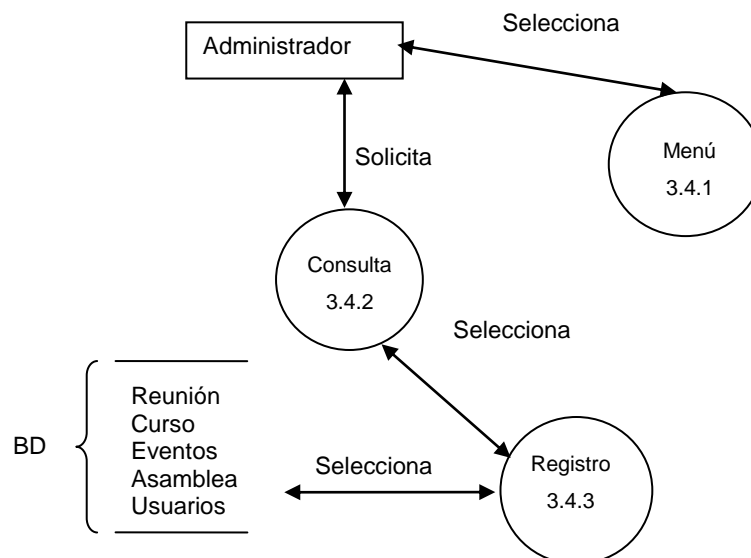 Selecciona
Administrador
Solicita
Menú
3.4.1
Consulta
3.4.2
Selecciona
Reunión
Curso
Eventos
Asamblea
Usuarios
BD
Selecciona
Registro
3.4.3